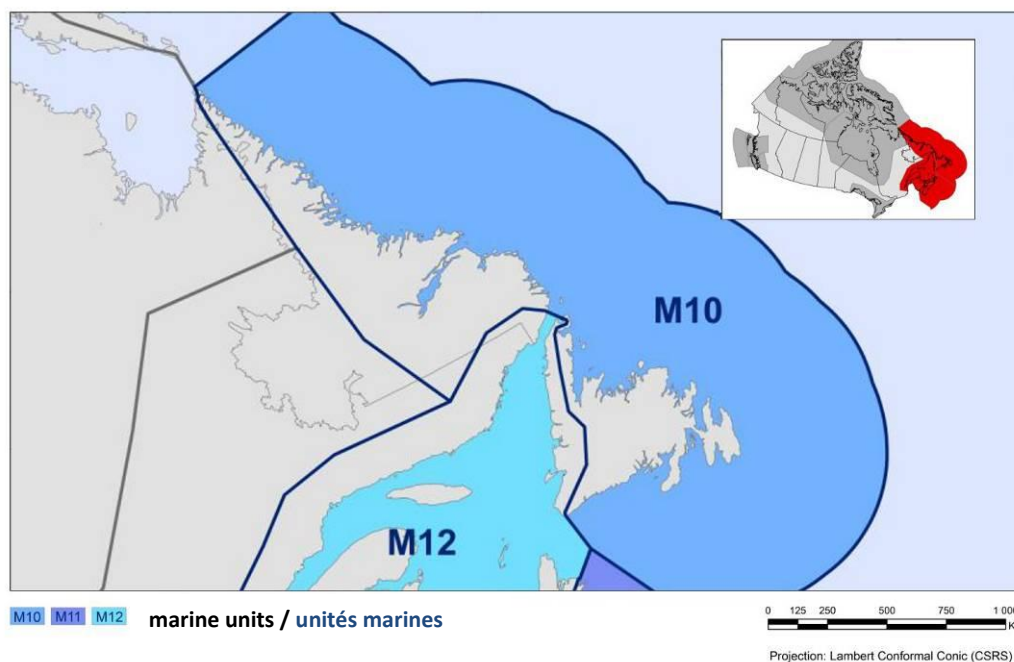 M10
M12
M10 M11 M12 marine units / unités marines
0 125 250 500 750 1 000
K
Projection: Lambert Conformal Conic (CSRS)